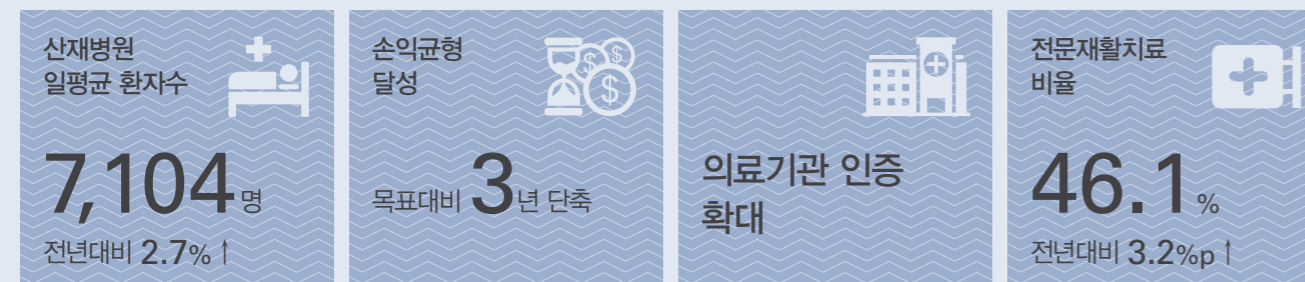 산재병원
일평균 환자수
7,104명
전년대비 2.7% ↑
손익균형
달성
목표대비 3년 단축
의료기관 인증
확대
전문재활치료
비율
46.1%
전년대비 3.2%p ↑